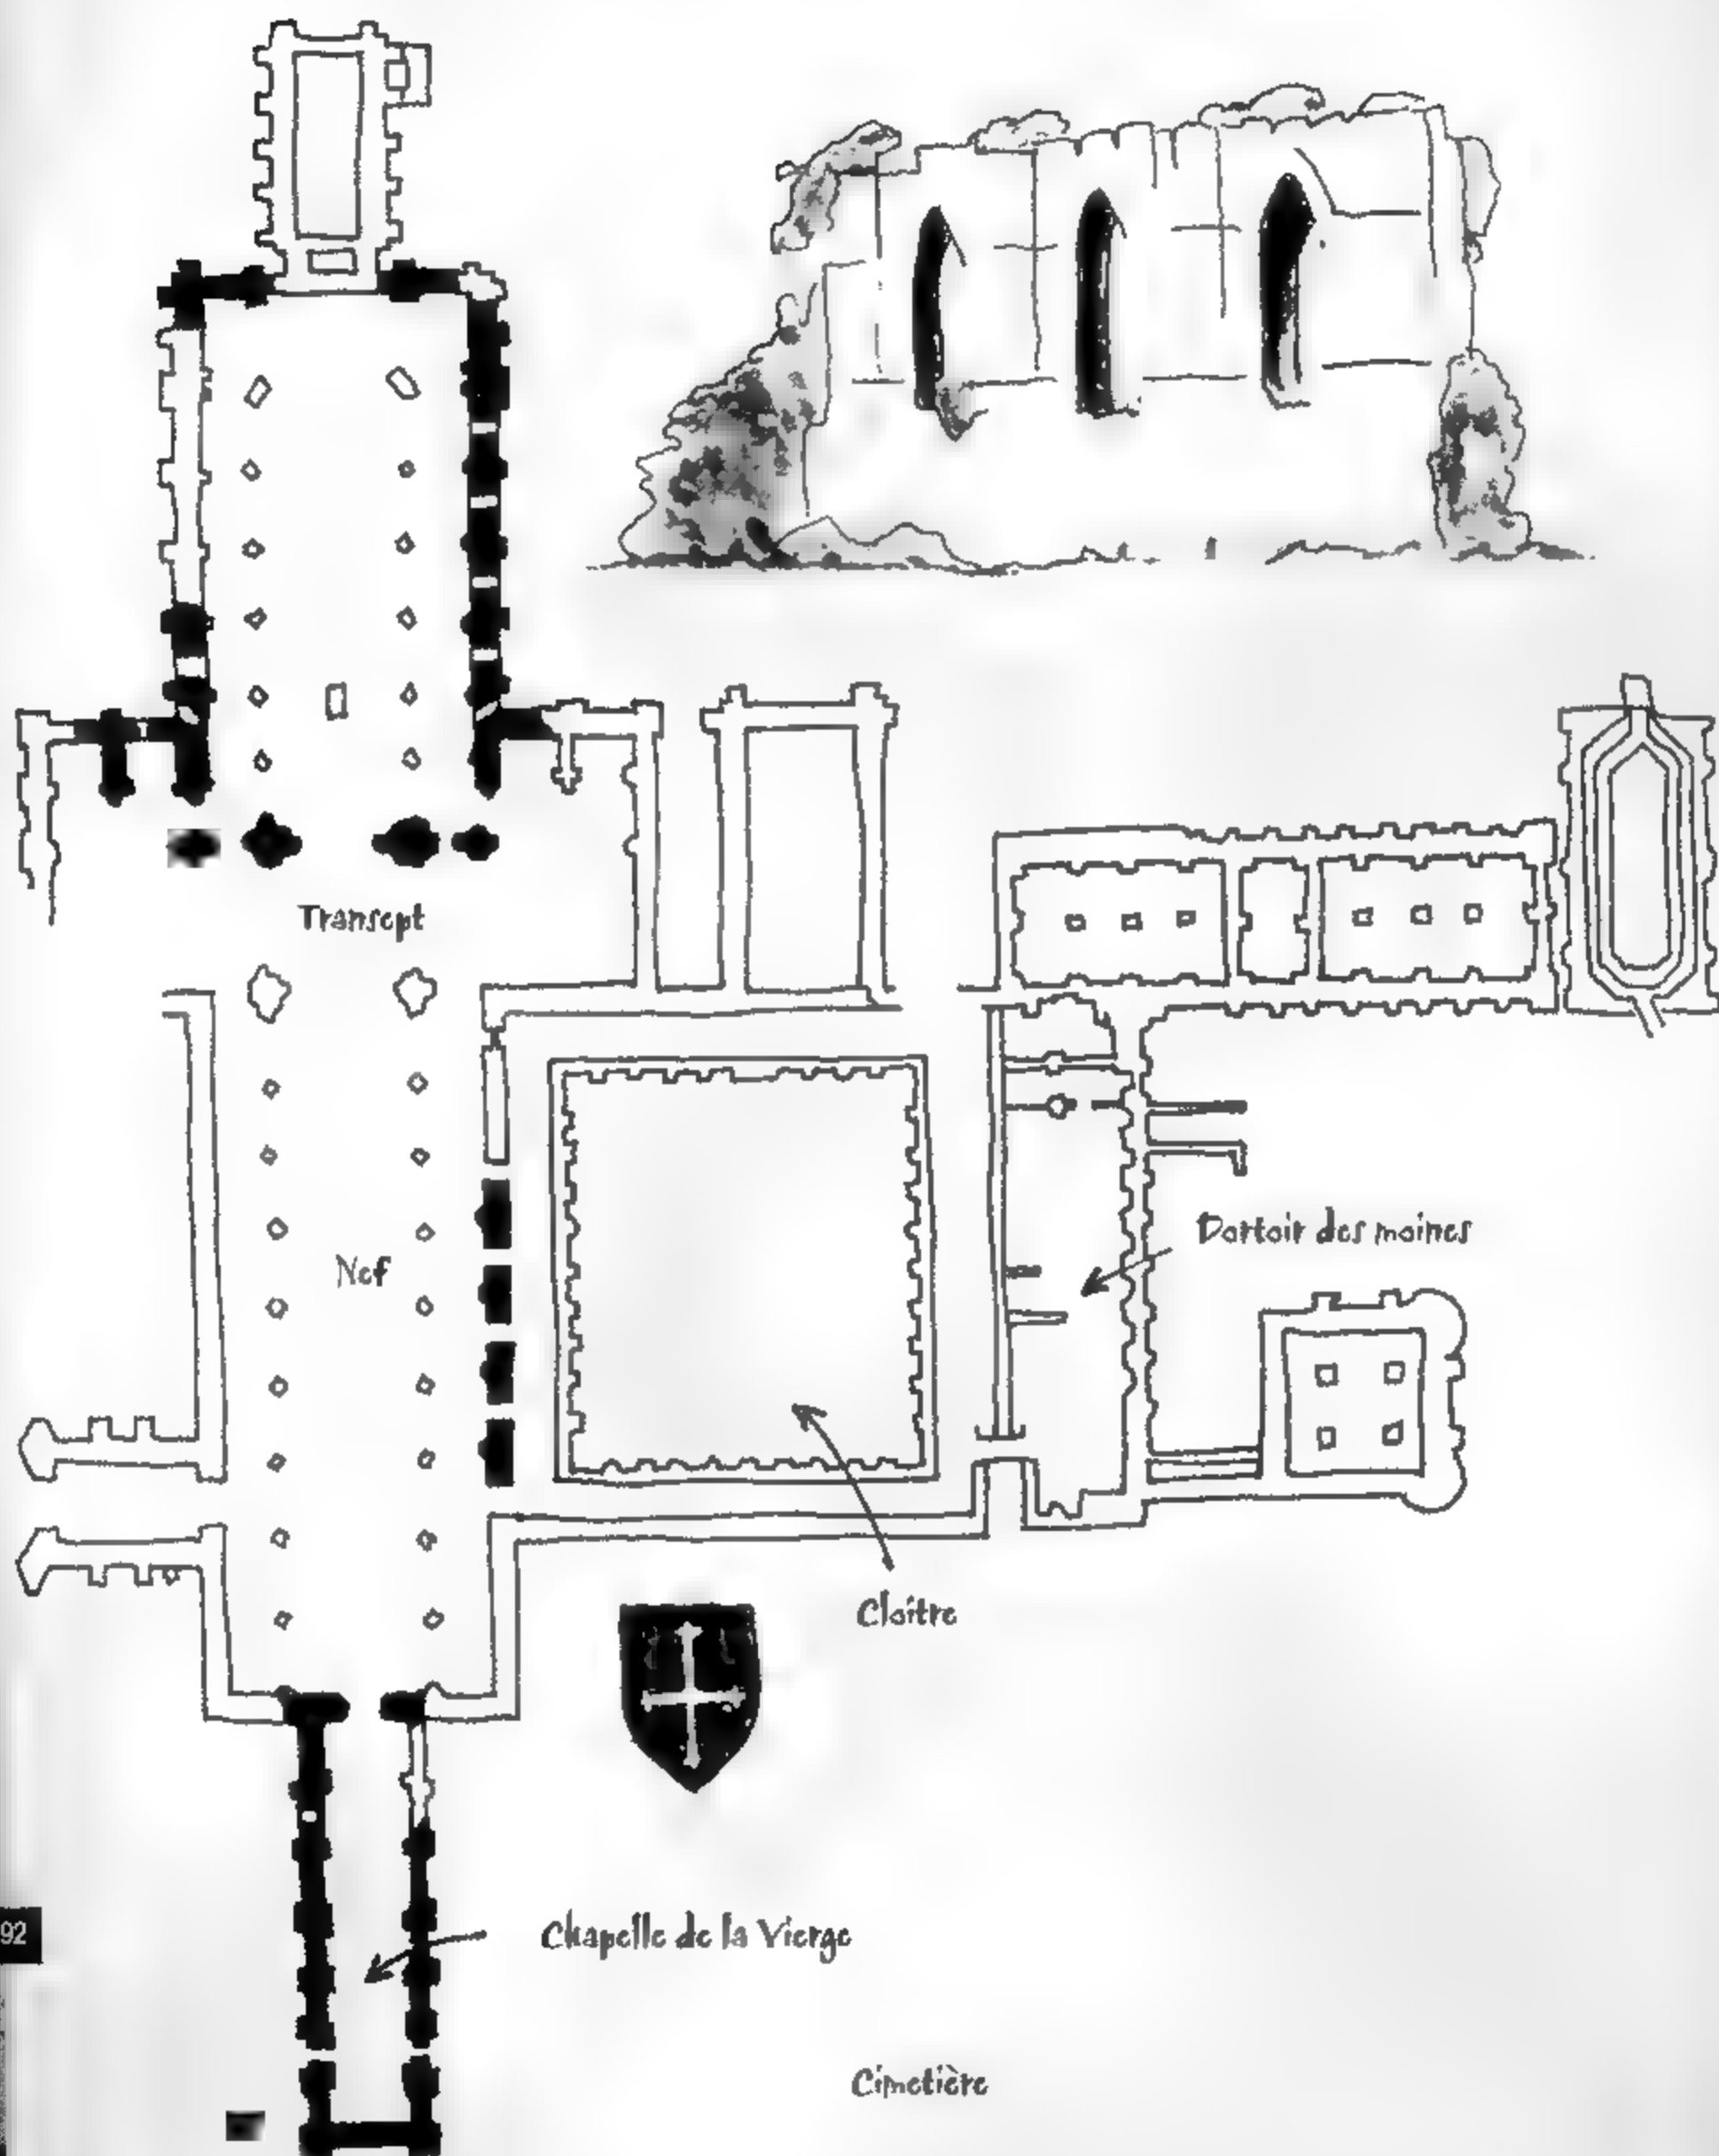 Transept
Dortoir des moines
Nef
Cloître
92
Chapelle de la Vierge
Cimetière